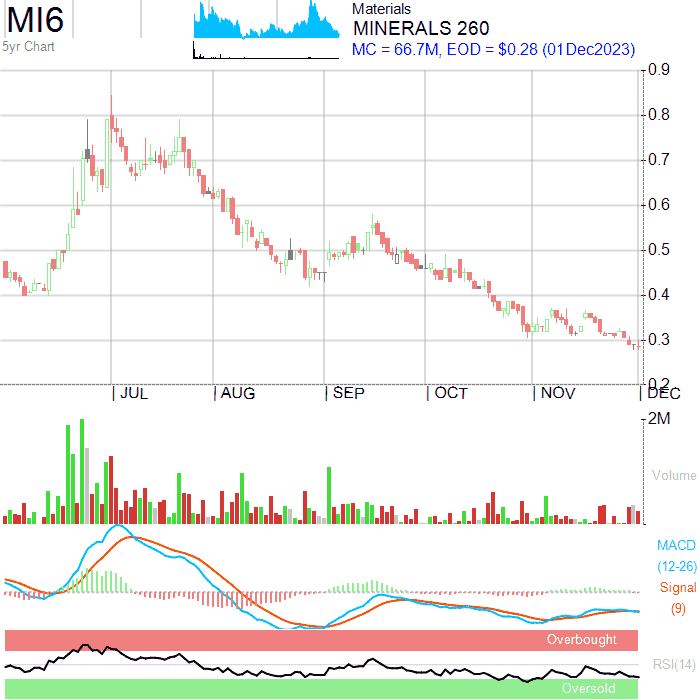 MI6
5yr Chart
Materials
MINERALS 260
MC = 66.7M, EOD = $0.28 (01Dec2023)
0.9
0.8
0.7
0.6
0.5
0.4
0.3
0.2
JUL AUG SEP OCT NOV DEC
2M
Volume
MACD
(12-26)
Signal
(9)
Overbought
RSI(14)
Oversold